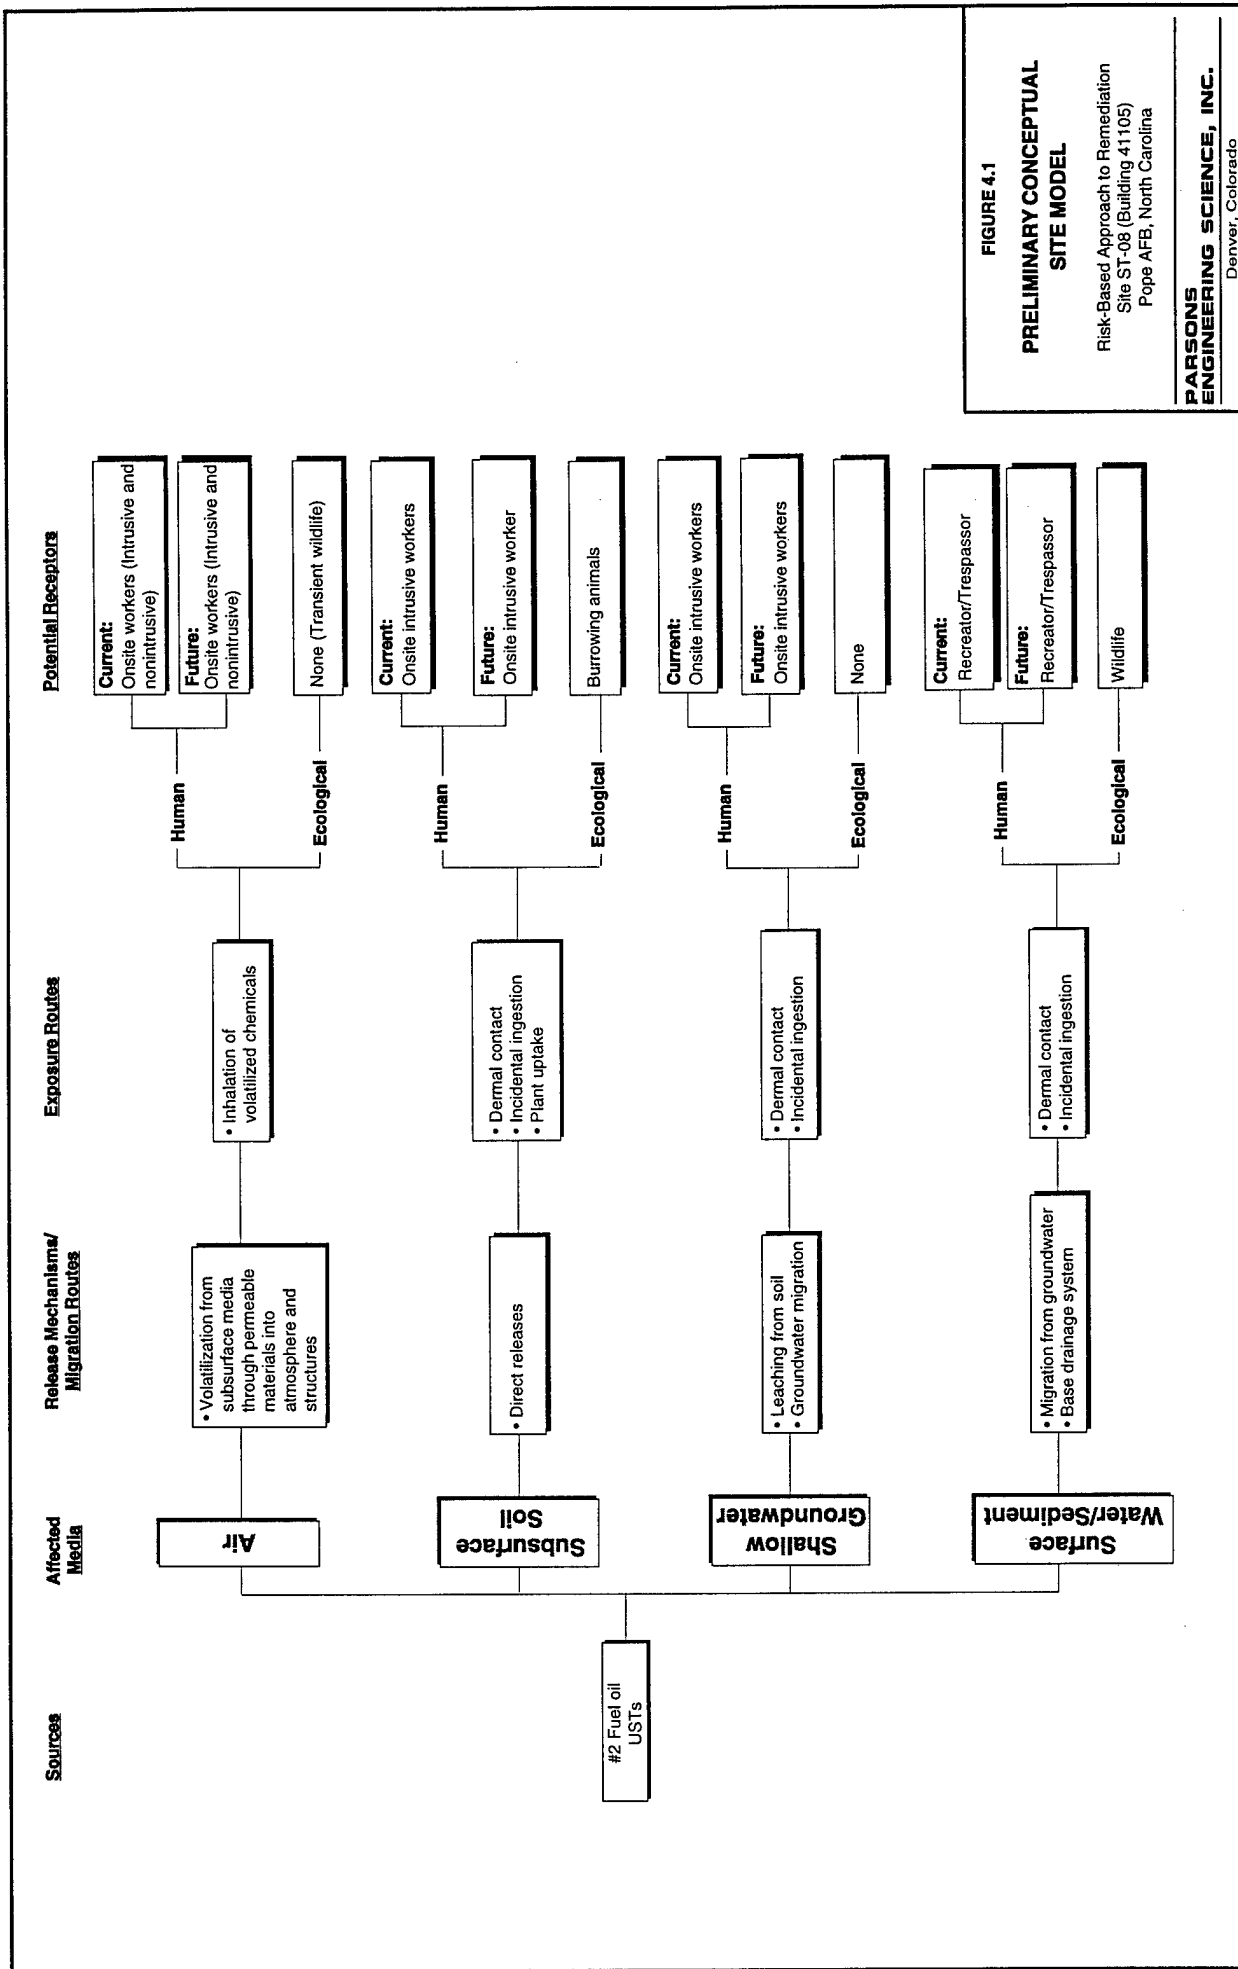 Sources
Affected
Media
Release Mechanisms/
Migration Routes
Exposure Routes
Potential Receptors
#2 Fuel oil
USTs
Air
• Volatilization from
subsurface media
through permeable
materials into
atmosphere and
structures
• Inhalation of
volatilized chemicals
Human
Current:
Onsite workers (Intrusive and
nonintrusive)
Future:
Onsite workers (Intrusive and
nonintrusive)
Ecological
None (Transient wildlife)
Subsurface
Soil
• Direct releases
• Dermal contact
• Incidental ingestion
• Plant uptake
Human
Current:
Onsite intrusive workers
Future:
Onsite intrusive worker
Ecological
Burrowing animals
Shallow
Groundwater
• Leaching from soil
• Groundwater migration
• Dermal contact
• Incidental ingestion
Human
Current:
Onsite intrusive workers
Future:
Onsite intrusive workers
Ecological
None
Surface
Water/Sediment
• Migration from groundwater
• Base drainage system
• Dermal contact
• Incidental ingestion
Human
Current:
Recreator/Trespassor
Future:
Recreator/Trespassor
Ecological
Wildlife
FIGURE 4.1
PRELIMINARY CONCEPTUAL
SITE MODEL
Risk-Based Approach to Remediation
Site ST-08 (Building 41105)
Pope AFB, North Carolina
PARSONS
ENGINEERING SCIENCE, INC.
Denver, Colorado